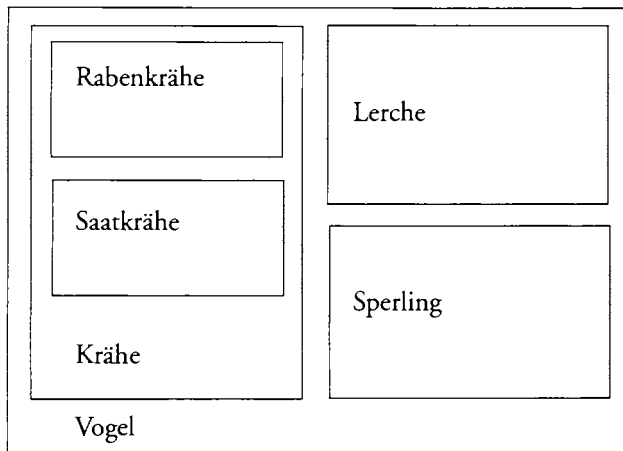 Rabenkrähe
Saatkrähe
Krähe
Vogel
Lerche
Sperling